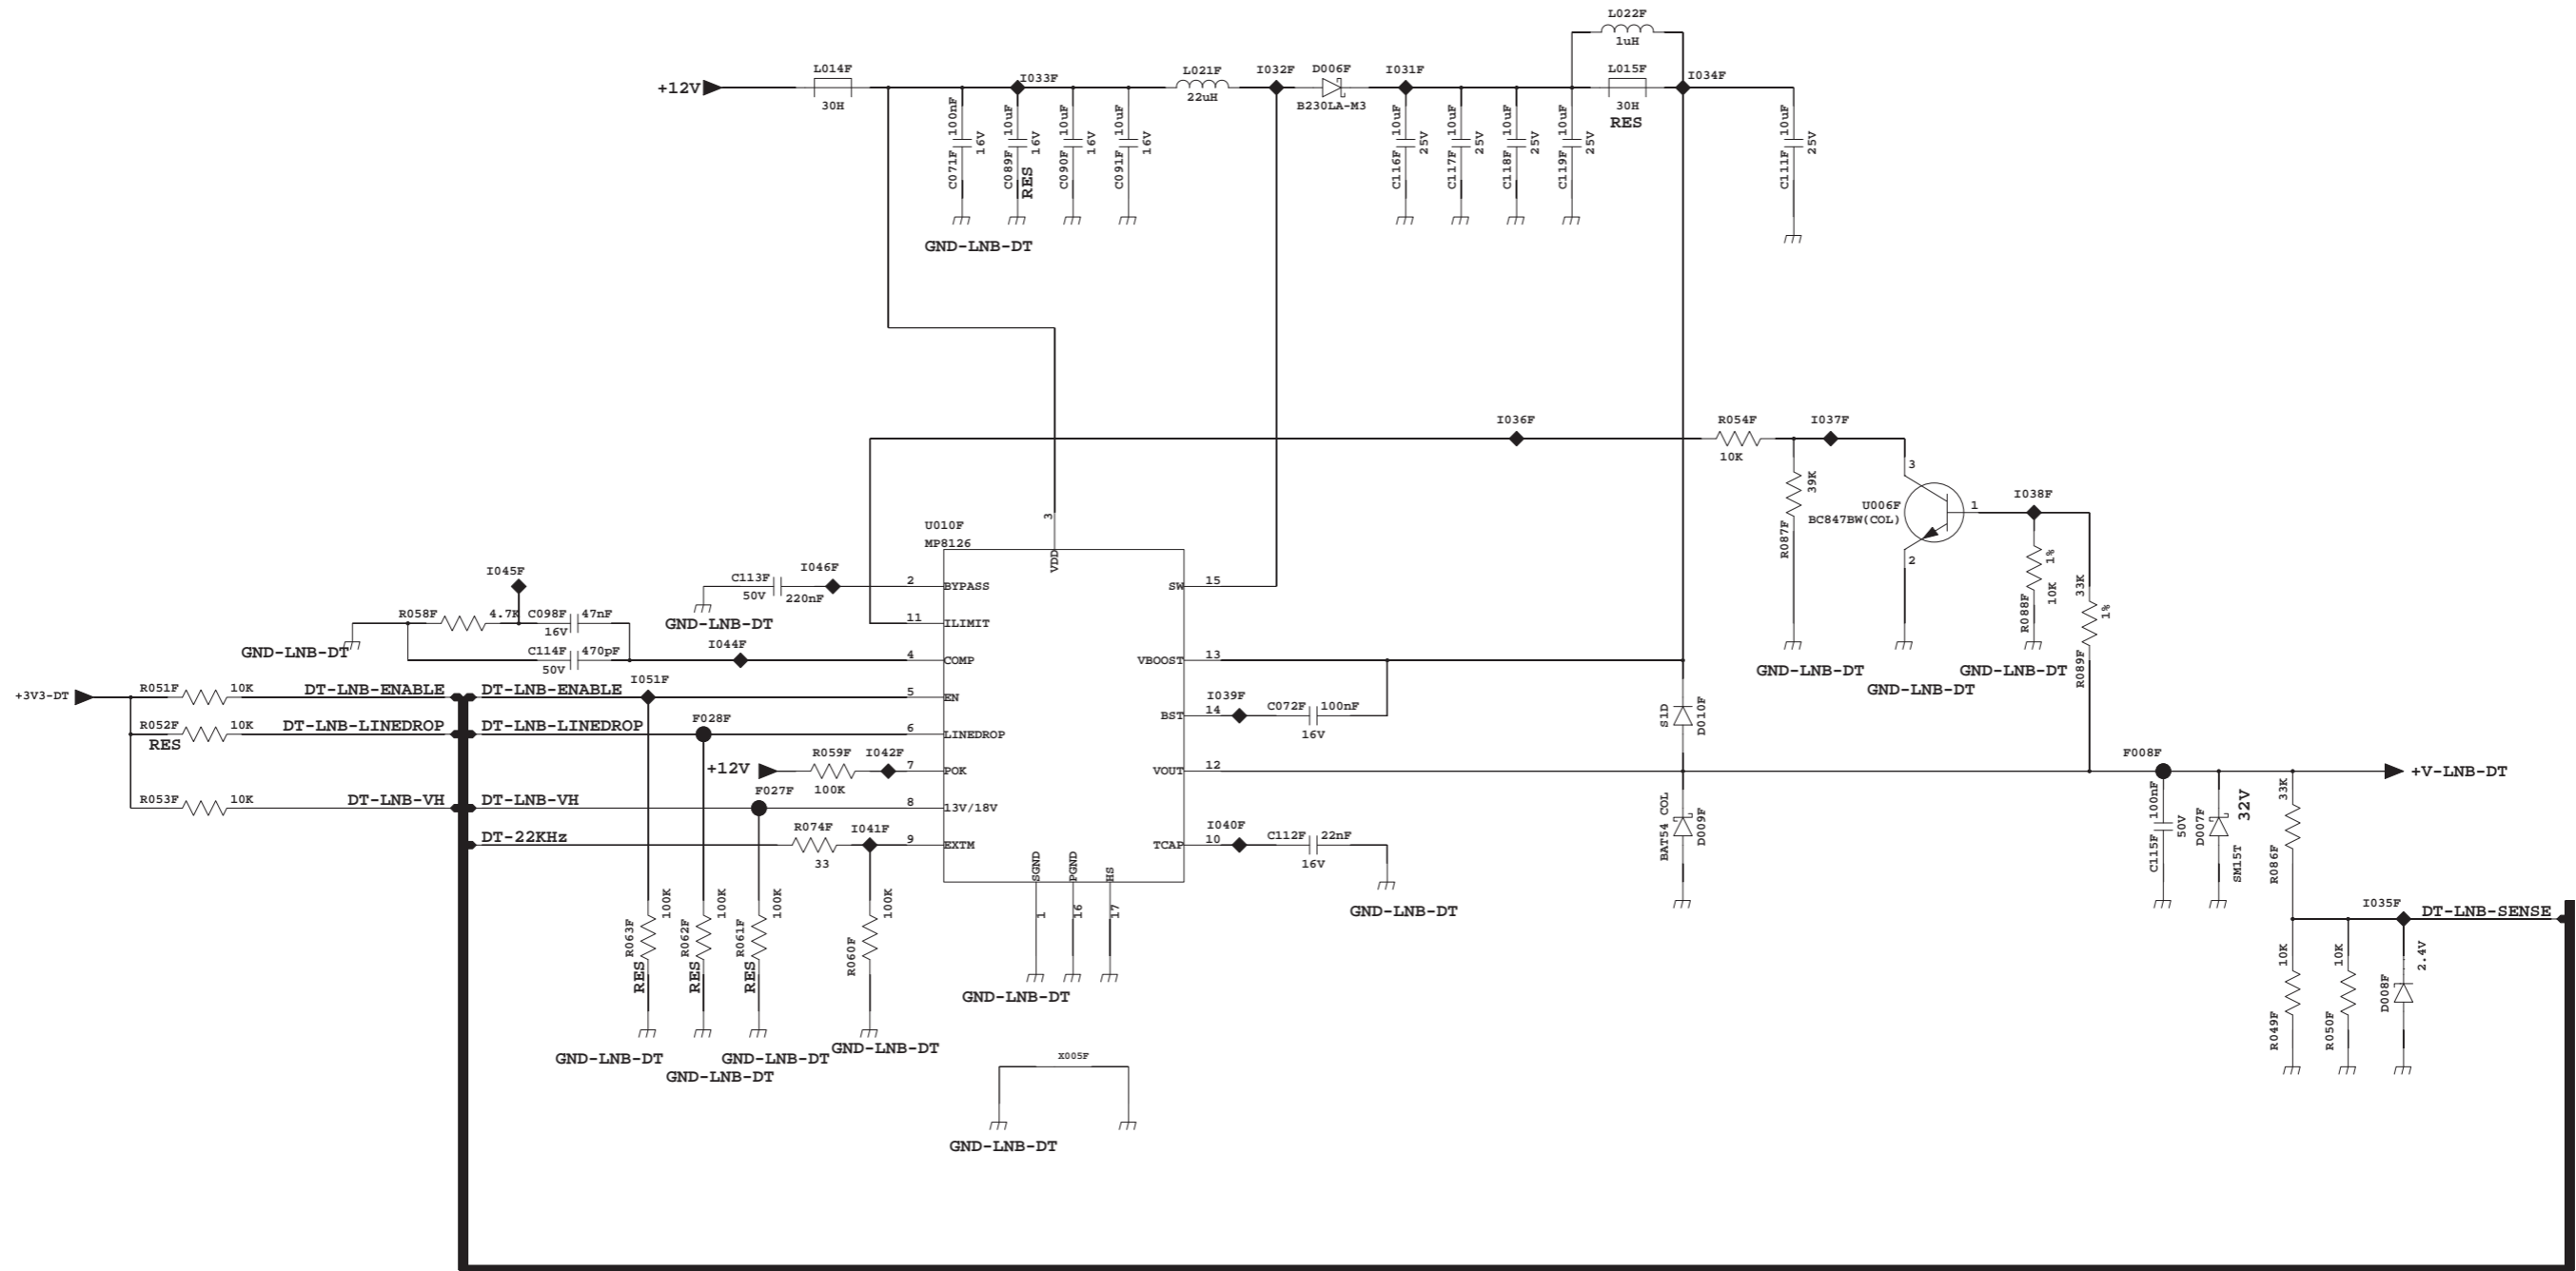 L022F
1uH
+12V
L014F
30H
I033F
L021F
22uH
I032F
D006F
B230LA-M3
I031F
L015F
30H
RES
I034F
C071F 100nF
16V
C089F 10uF
16V
RES
C090F 10uF
16V
C091F 10uF
16V
C116F 10uF
25V
C117F 10uF
25V
C118F 10uF
25V
C119F 10uF
25V
C111F 10uF
25V
GND-LNB-DT
I036F
R054F
10K
I037F
R087F
39K
3
U006F
BC847BW(COL)
1
2
I038F
R088F
10K
1%
R089F
33K
1%
GND-LNB-DT
GND-LNB-DT
GND-LNB-DT
U010F
MP8126
3
VDD
I045F
R058F
4.7K
C098F
47nF
16V
C114F
470pF
50V
GND-LNB-DT
C113F
50V
220nF
I046F
GND-LNB-DT
I044F
2
BYPASS
11
ILIMIT
4
COMP
5
EN
6
LINEDROP
7
POK
8
13V/18V
9
EXTM
SW
15
VBOOST
13
BST
14
VOUT
12
TCAP
10
SGND
1
PGND
16
HS
17
+3V3-DT
R051F
10K
DT-LNB-ENABLE
DT-LNB-ENABLE
I051F
R052F
10K
RES
DT-LNB-LINEDROP
DT-LNB-LINEDROP
F028F
+12V
R059F
100K
I042F
F027F
R053F
10K
DT-LNB-VH
DT-LNB-VH
DT-22KHz
R074F
33
I041F
R063F
100K
RES
R062F
100K
RES
R061F
100K
RES
R060F
100K
GND-LNB-DT
GND-LNB-DT
GND-LNB-DT
GND-LNB-DT
GND-LNB-DT
I039F
C072F
100nF
16V
I040F
C112F
22nF
16V
GND-LNB-DT
S1D
D010F
BAT54 COL
D009F
F008F
+V-LNB-DT
C115F 100nF
50V
D007F
SM15T
32V
R086F
33K
I035F
DT-LNB-SENSE
R049F
10K
R050F
10K
D008F
2.4V
X005F
GND-LNB-DT